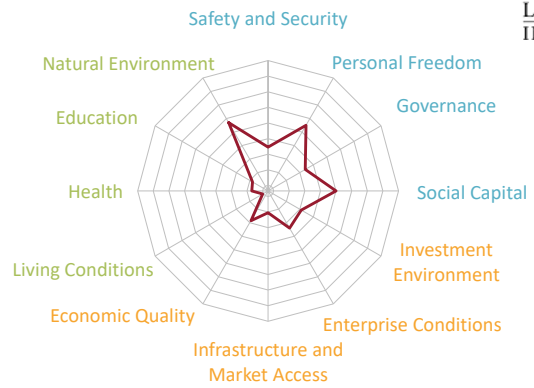 Safety and Security
Natural Environment
Personal Freedom
Education
Governance
Health
Social Capital
Investment
Environment
Living Conditions
Economic Quality
Enterprise Conditions
Infrastructure and
Market Access